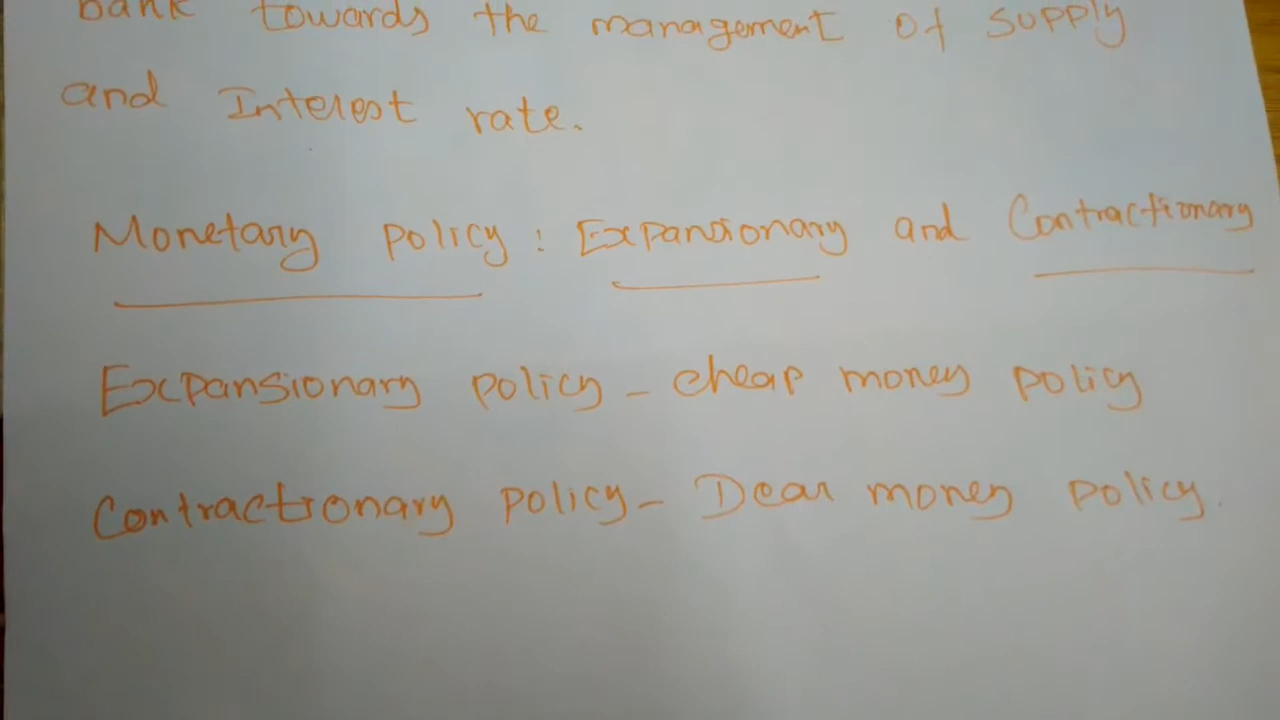 bank towards the management of supply
and Interest rate.
Monetary policy : Expansionary and Contractionary
Expansionary policy - cheap money policy
Contractionary policy - Dear money policy.